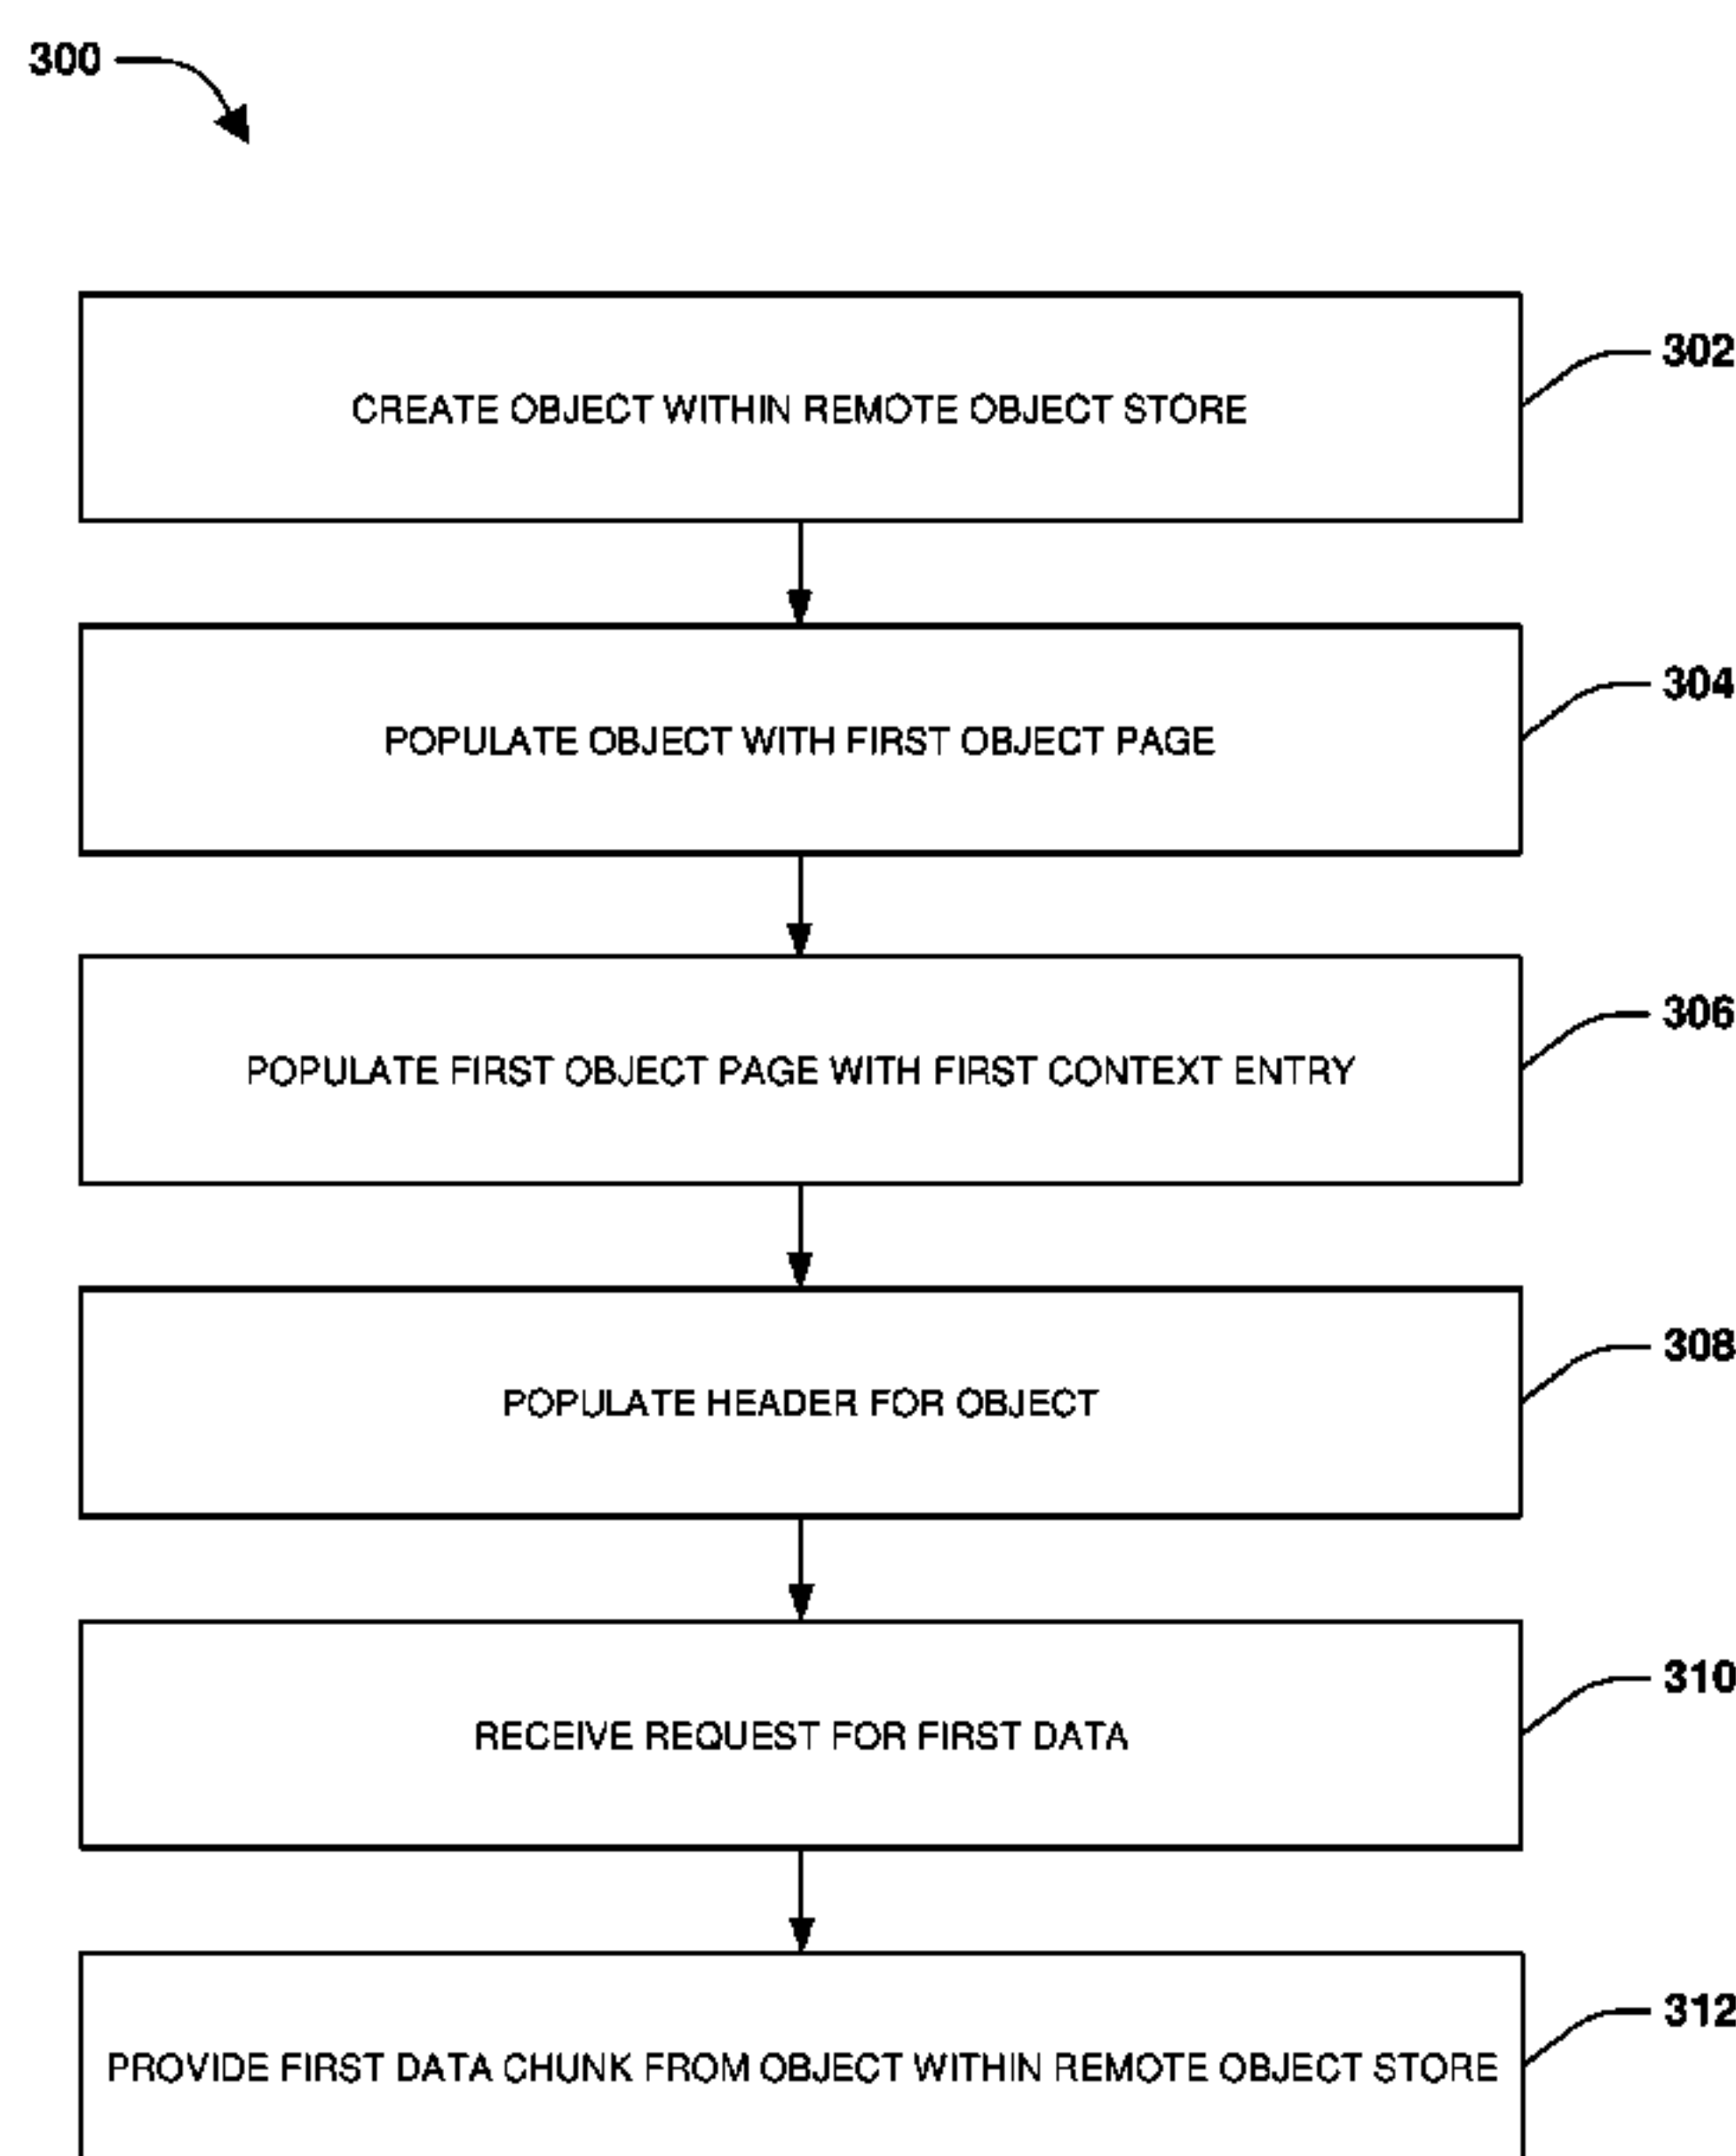 300
CREATE OBJECT WITHIN REMOTE OBJECT STORE
302
POPULATE OBJECT WITH FIRST OBJECT PAGE
304
POPULATE FIRST OBJECT PAGE WITH FIRST CONTEXT ENTRY
306
POPULATE HEADER FOR OBJECT
308
RECEIVE REQUEST FOR FIRST DATA
310
PROVIDE FIRST DATA CHUNK FROM OBJECT WITHIN REMOTE OBJECT STORE
312